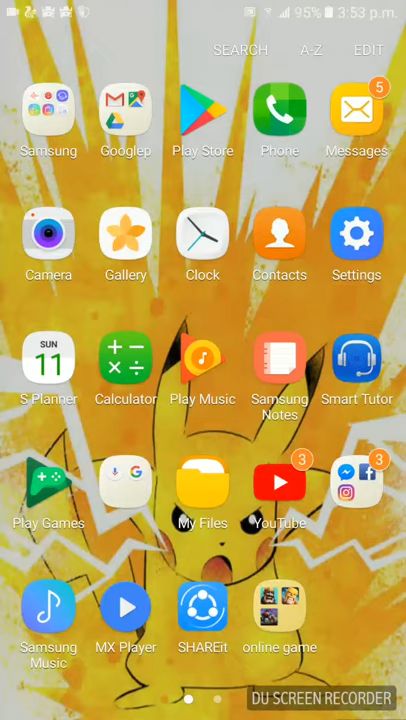 95% 3:53 p.m.
SEARCH A-Z EDIT
5
Samsung Googlep Play Store Phone Messages
Camera Gallery Clock Contacts Settings
SUN
11
S Planner Calculator Play Music Samsung Notes Smart Tutor
3 3
Play Games My Files YouTube
Samsung Music MX Player SHAREit online game
DU SCREEN RECORDER